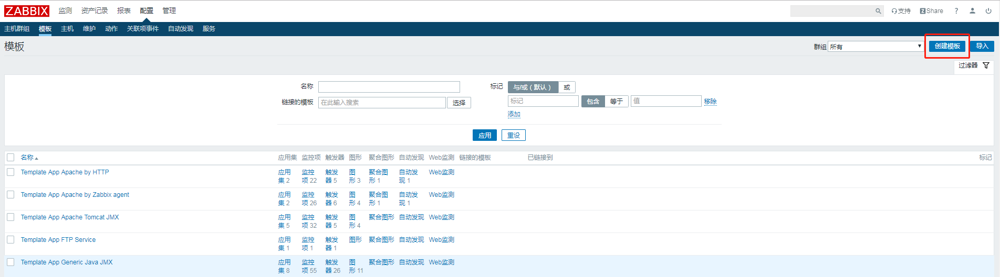 ZABBIX 监测 资产记录 报表 配置 管理 支持 Z Share ?
主机群组 模板 主机 维护 动作 关联项事件 自动发现 服务
模板 群组 所有 创建模板 导入
过滤器
名称 标记 与/或（默认） 或
链接的模板 在此输入搜索 选择 标记 包含 等于 值 移除
添加
应用 重设
名称 应用集 监控项 触发器 图形 聚合图形 自动发现 Web监测 链接的模板 已链接到 标记
Template App Apache by HTTP 应用 监控 触发 图 聚合图 自动发 Web监测
集 2 项 22 器 5 形 3 形 1 现 1
Template App Apache by Zabbix agent 应用 监控 触发 图 聚合图 自动发 Web监测
集 2 项 26 器 6 形 4 形 1 现 1
Template App Apache Tomcat JMX 应用 监控 触发 图 聚合图形 自动发现 Web监测
集 5 项 32 器 5 形 4
Template App FTP Service 应用 监控 触发 图形 聚合图形 自动发现 Web监测
集 1 项 1 器 1
Template App Generic Java JMX 应用 监控 触发 图 聚合图形 自动发现 Web监测
集 8 项 55 器 26 形 11